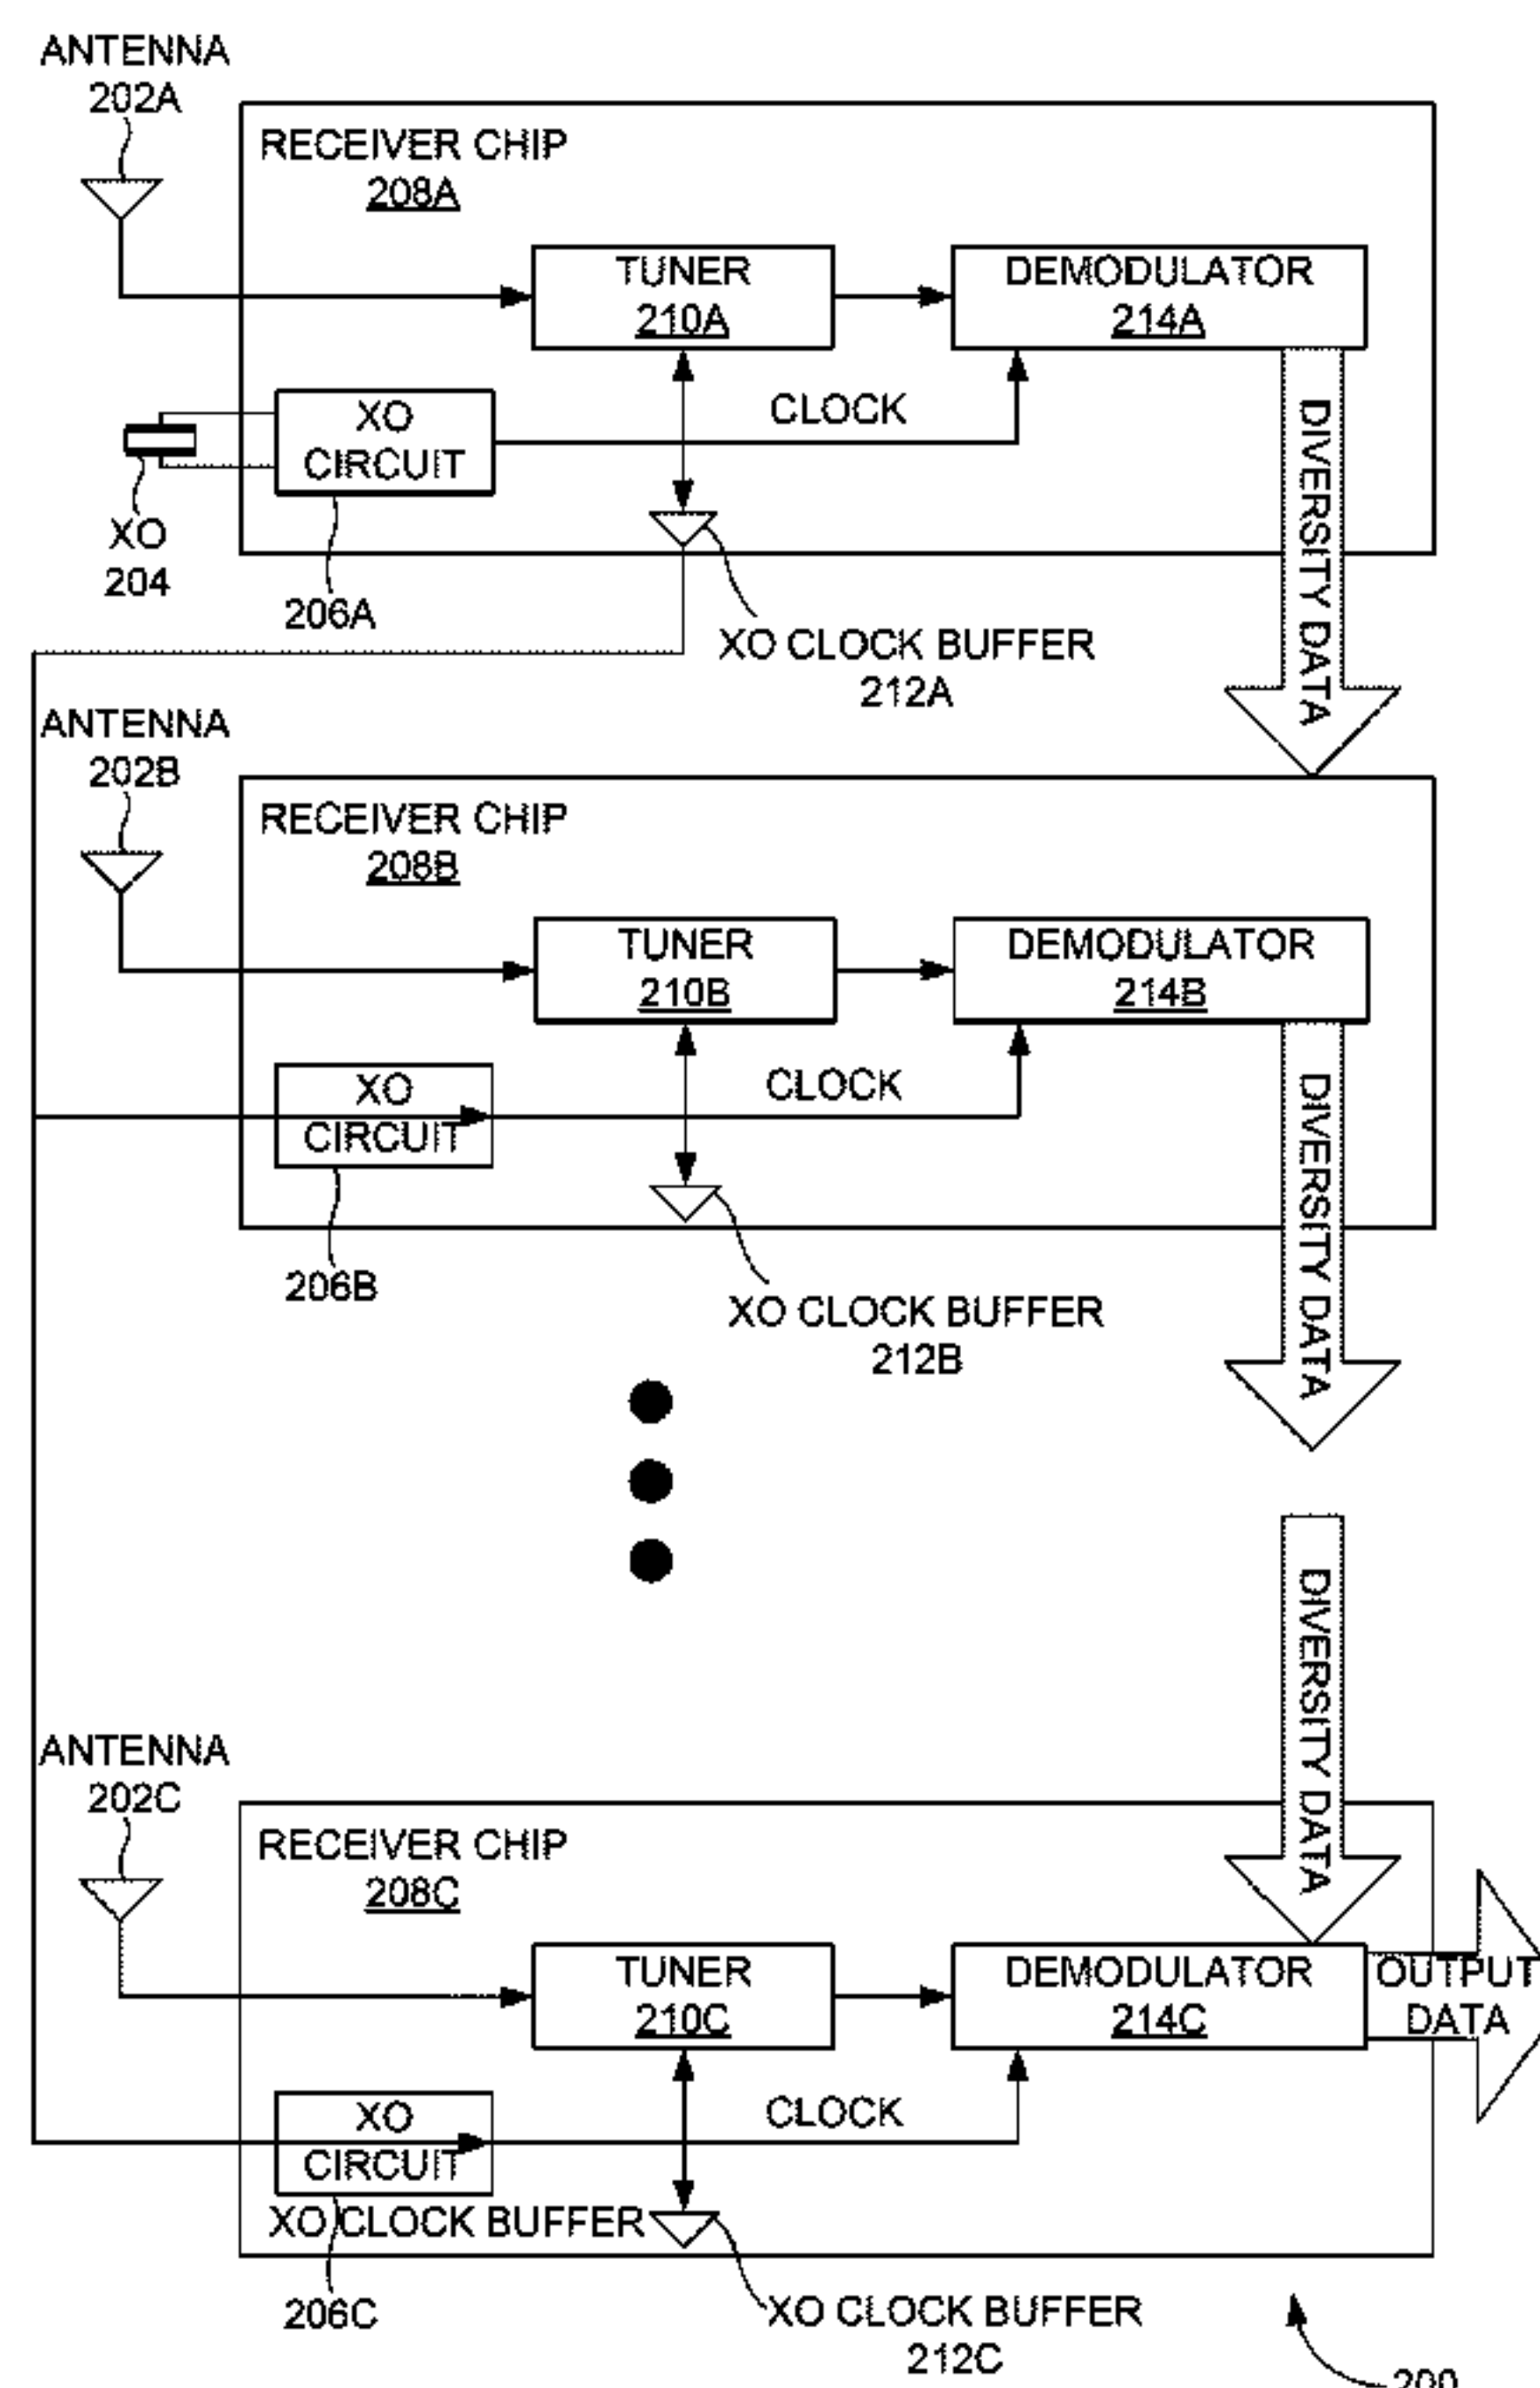 ANTENNA
202A
RECEIVER CHIP
208A
TUNER
210A
DEMODULATOR
214A
XO
CIRCUIT
CLOCK
DIVERSITY DATA
XO
204
206A
XO CLOCK BUFFER
212A
ANTENNA
202B
RECEIVER CHIP
208B
TUNER
210B
DEMODULATOR
214B
XO
CIRCUIT
CLOCK
DIVERSITY DATA
206B
XO CLOCK BUFFER
212B
DIVERSITY DATA
ANTENNA
202C
RECEIVER CHIP
208C
TUNER
210C
DEMODULATOR
214C
OUTPUT
DATA
XO
CIRCUIT
CLOCK
XO CLOCK BUFFER
206C
XO CLOCK BUFFER
212C
200